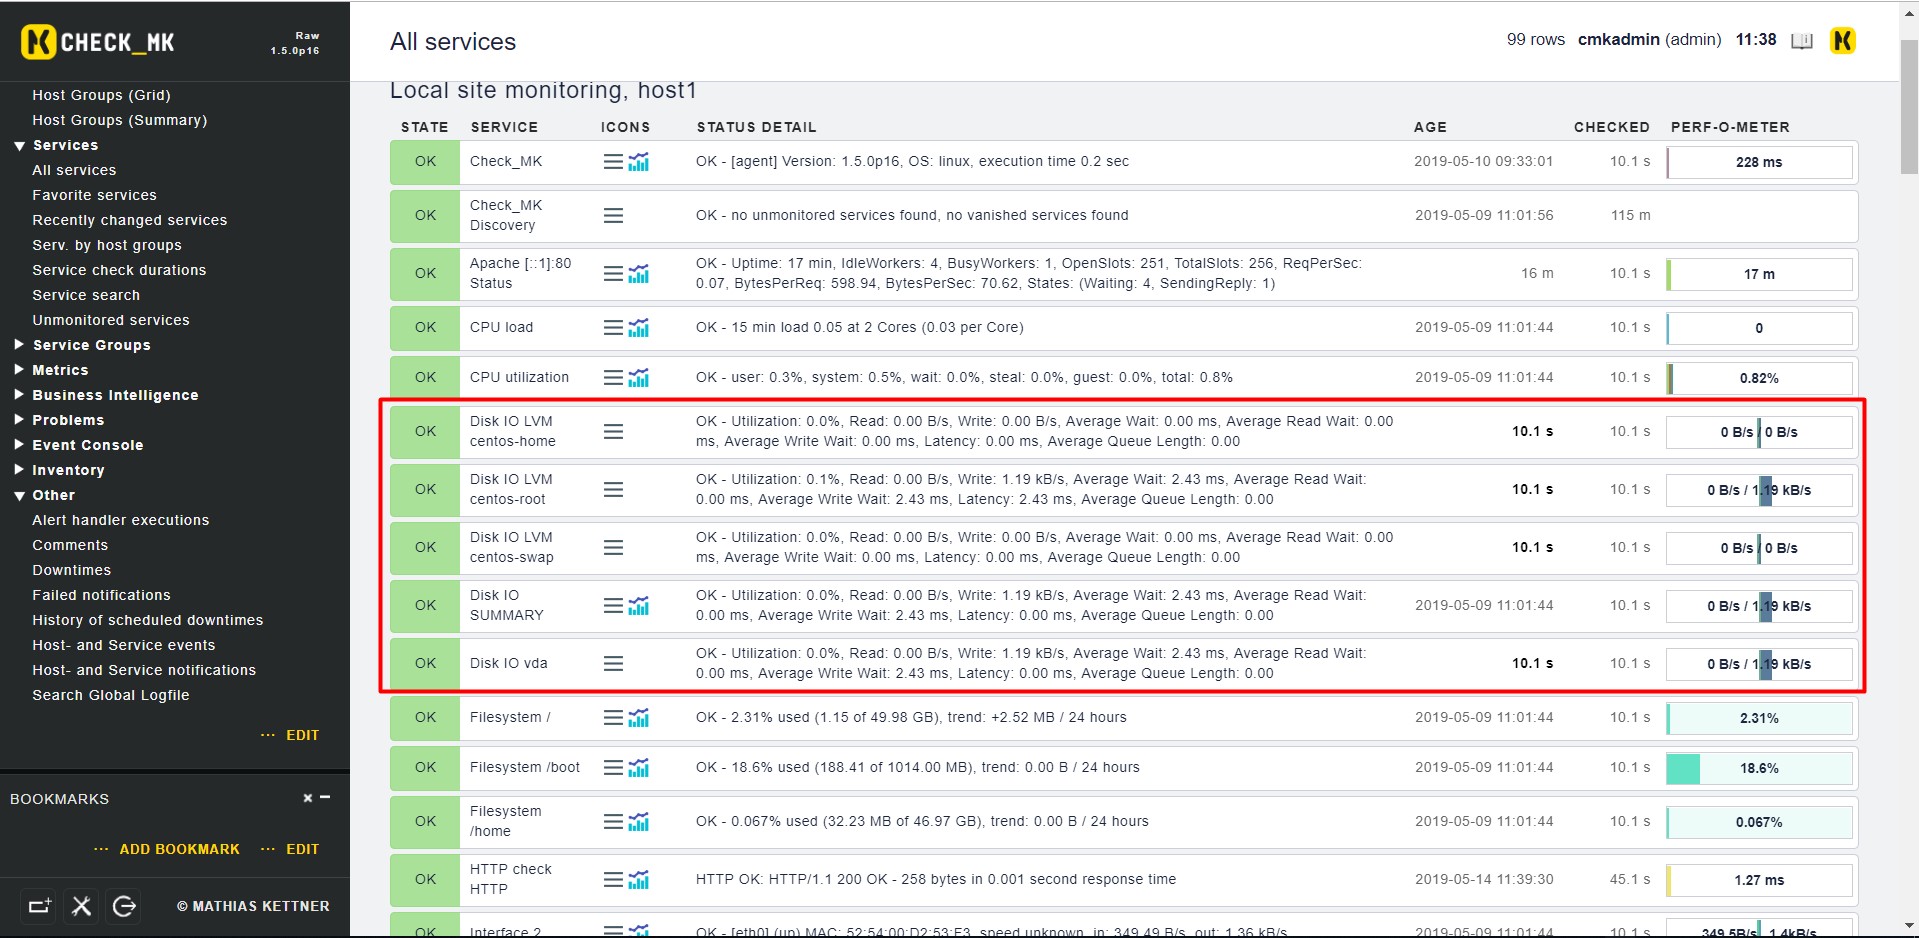 CHECK_MK
Raw
1.5.0p16
Host Groups (Grid)
Host Groups (Summary)
Services
All services
Favorite services
Recently changed services
Serv. by host groups
Service check durations
Service search
Unmonitored services
Service Groups
Metrics
Business Intelligence
Problems
Event Console
Inventory
Other
Alert handler executions
Comments
Downtimes
Failed notifications
History of scheduled downtimes
Host- and Service events
Host- and Service notifications
Search Global Logfile
EDIT
BOOKMARKS
ADD BOOKMARK EDIT
© MATHIAS KETTNER
All services
99 rows cmkadmin (admin) 11:38
Local site monitoring, host1
STATE SERVICE ICONS STATUS DETAIL AGE CHECKED PERF-O-METER
OK Check_MK OK - [agent] Version: 1.5.0p16, OS: linux, execution time 0.2 sec 2019-05-10 09:33:01 10.1 s 228 ms
OK Check_MK OK - no unmonitored services found, no vanished services found 2019-05-09 11:01:56 115 m
Discovery
OK Apache [::1]:80 OK - Uptime: 17 min, IdleWorkers: 4, BusyWorkers: 1, OpenSlots: 251, TotalSlots: 256, ReqPerSec: 16 m 10.1 s 17 m
Status 0.07, BytesPerReq: 598.94, BytesPerSec: 70.62, States: (Waiting: 4, SendingReply: 1)
OK CPU load OK - 15 min load 0.05 at 2 Cores (0.03 per Core) 2019-05-09 11:01:44 10.1 s 0
OK CPU utilization OK - user: 0.3%, system: 0.5%, wait: 0.0%, steal: 0.0%, guest: 0.0%, total: 0.8% 2019-05-09 11:01:44 10.1 s 0.82%
OK Disk IO LVM OK - Utilization: 0.0%, Read: 0.00 B/s, Write: 0.00 B/s, Average Wait: 0.00 ms, Average Read Wait: 0.00 10.1 s 10.1 s 0 B/s / 0 B/s
centos-home ms, Average Write Wait: 0.00 ms, Latency: 0.00 ms, Average Queue Length: 0.00
OK Disk IO LVM OK - Utilization: 0.1%, Read: 0.00 B/s, Write: 1.19 kB/s, Average Wait: 2.43 ms, Average Read Wait: 10.1 s 10.1 s 0 B/s / 1.19 kB/s
centos-root 0.00 ms, Average Write Wait: 2.43 ms, Latency: 2.43 ms, Average Queue Length: 0.00
OK Disk IO LVM OK - Utilization: 0.0%, Read: 0.00 B/s, Write: 0.00 B/s, Average Wait: 0.00 ms, Average Read Wait: 0.00 10.1 s 10.1 s 0 B/s / 0 B/s
centos-swap ms, Average Write Wait: 0.00 ms, Latency: 0.00 ms, Average Queue Length: 0.00
OK Disk IO OK - Utilization: 0.0%, Read: 0.00 B/s, Write: 1.19 kB/s, Average Wait: 2.43 ms, Average Read Wait: 2019-05-09 11:01:44 10.1 s 0 B/s / 1.19 kB/s
SUMMARY 0.00 ms, Average Write Wait: 2.43 ms, Latency: 0.00 ms, Average Queue Length: 0.00
OK Disk IO vda OK - Utilization: 0.0%, Read: 0.00 B/s, Write: 1.19 kB/s, Average Wait: 2.43 ms, Average Read Wait: 10.1 s 10.1 s 0 B/s / 1.19 kB/s
0.00 ms, Average Write Wait: 2.43 ms, Latency: 0.00 ms, Average Queue Length: 0.00
OK Filesystem / OK - 2.31% used (1.15 of 49.98 GB), trend: +2.52 MB / 24 hours 2019-05-09 11:01:44 10.1 s 2.31%
OK Filesystem /boot OK - 18.6% used (188.41 of 1014.00 MB), trend: 0.00 B / 24 hours 2019-05-09 11:01:44 10.1 s 18.6%
OK Filesystem OK - 0.067% used (32.23 MB of 46.97 GB), trend: 0.00 B / 24 hours 2019-05-09 11:01:44 10.1 s 0.067%
/home
OK HTTP check HTTP OK: HTTP/1.1 200 OK - 258 bytes in 0.001 second response time 2019-05-14 11:39:30 45.1 s 1.27 ms
HTTP
OK Interface 2 OK - [eth0] (up) MAC: 52:54:00:D2:53:F3, speed unknown, in: 349.49 B/s, out: 1.36 kB/s 2019-05-09 11:01:44 10.1 s 349.5B/s 1.4kB/s